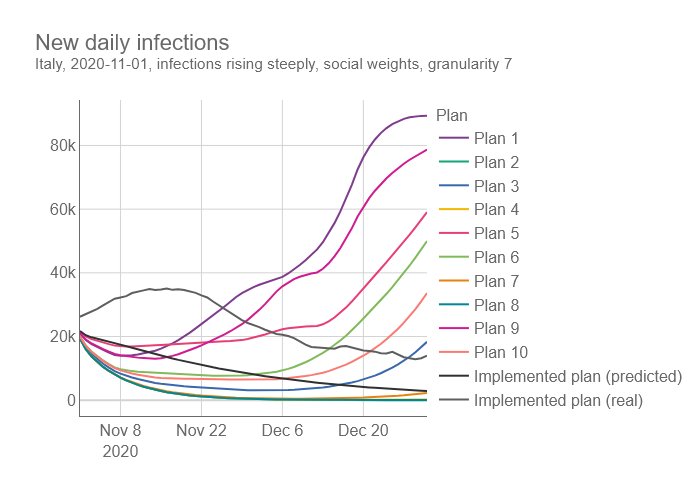 New daily infections
Italy, 2020-11-01, infections rising steeply, social weights, granularity 7
Plan
80k
Plan 1
Plan 2
Plan 3
60k
Plan 4
Plan 5
Plan 6
40k
Plan 7
Plan 8
Plan 9
20k
Plan 10
Implemented plan (predicted)
0
Implemented plan (real)
Nov 8
2020
Nov 22
Dec 6
Dec 20